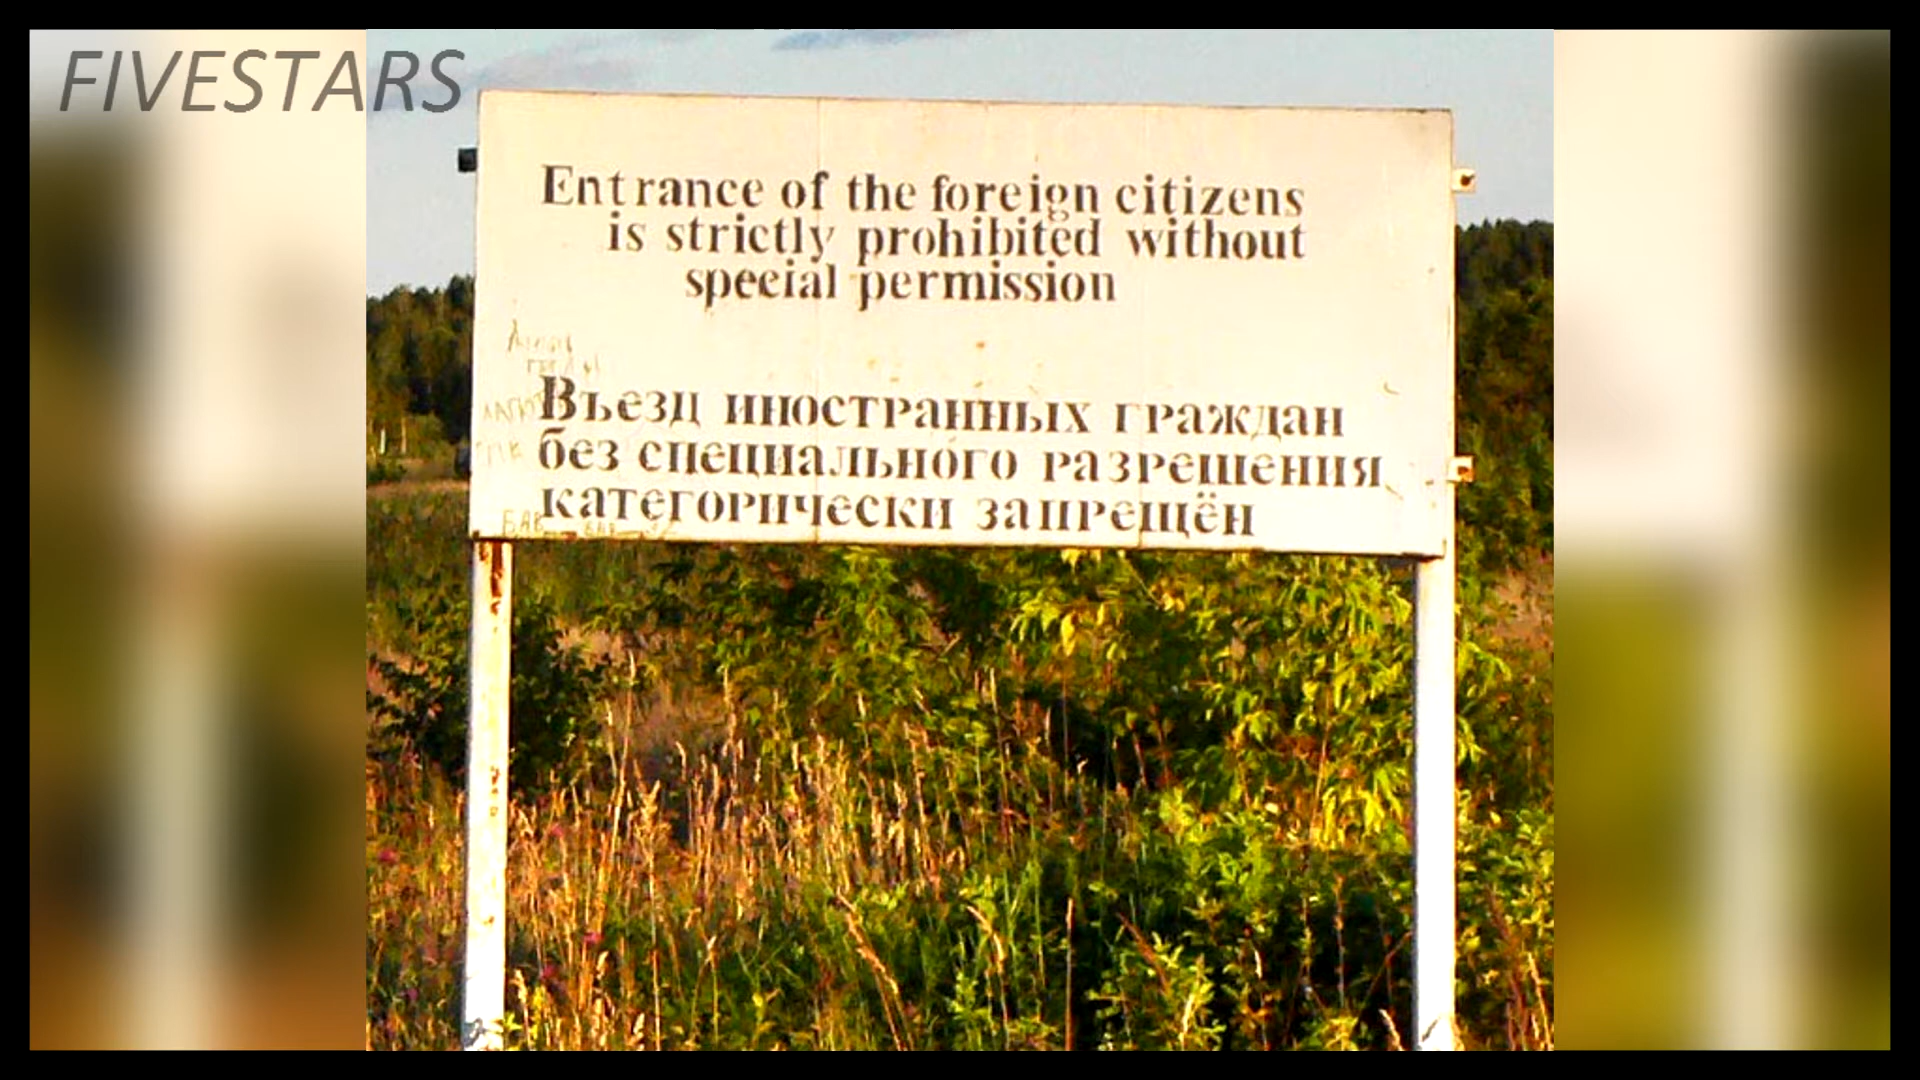 FIVESTARS
Entrance of the foreign citizens
is strictly prohibited without
special permission
Въезд иностранных граждан
без специального разрешения
категорически запрещён